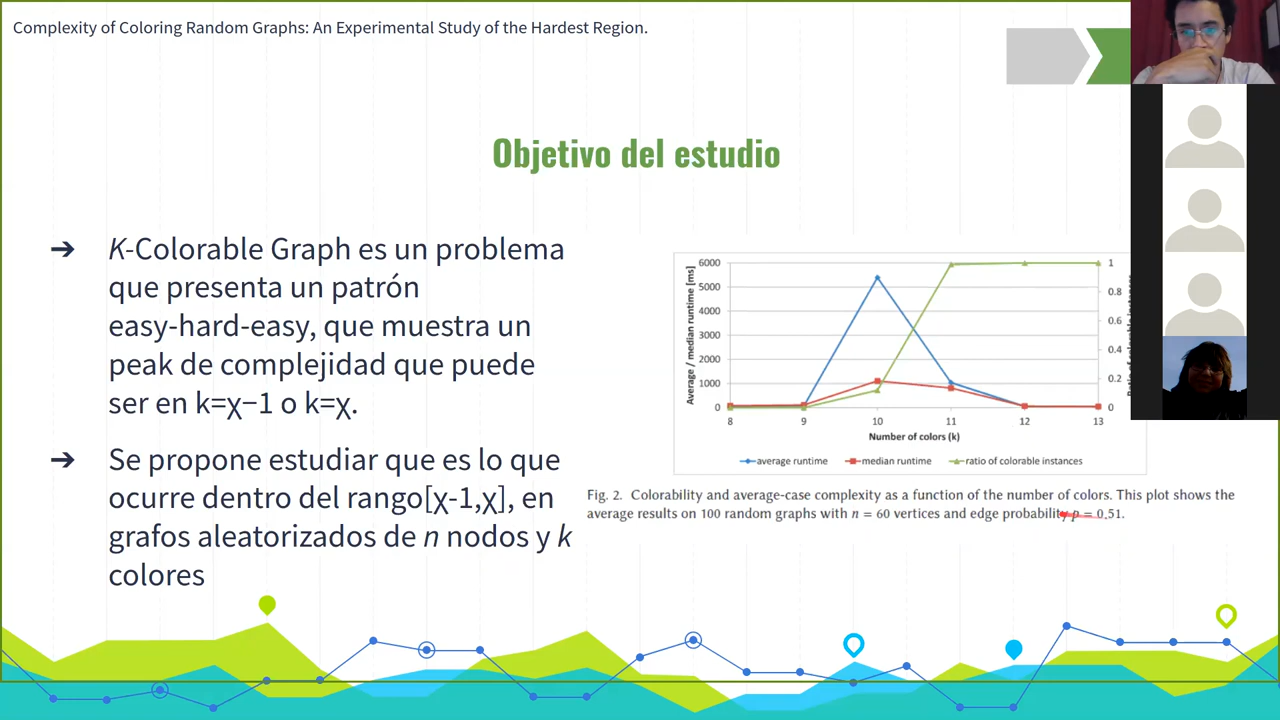 Complexity of Coloring Random Graphs: An Experimental Study of the Hardest Region.
Objetivo del estudio
➔ K-Colorable Graph es un problema
que presenta un patrón
easy-hard-easy, que muestra un
peak de complejidad que puede
ser en k=χ−1 o k=χ.
➔ Se propone estudiar que es lo que
ocurre dentro del rango[χ-1,χ], en
grafos aleatorizados de n nodos y k
colores
Average / median runtime [ms]
6000
5000
4000
3000
2000
1000
0
1
0.8
0.6
0.4
0.2
0
8 9 10 11 12 13
Number of colors (k)
average runtime median runtime ratio of colorable instances
Fig. 2. Colorability and average-case complexity as a function of the number of colors. This plot shows the
average results on 100 random graphs with n = 60 vertices and edge probability p = 0.51.